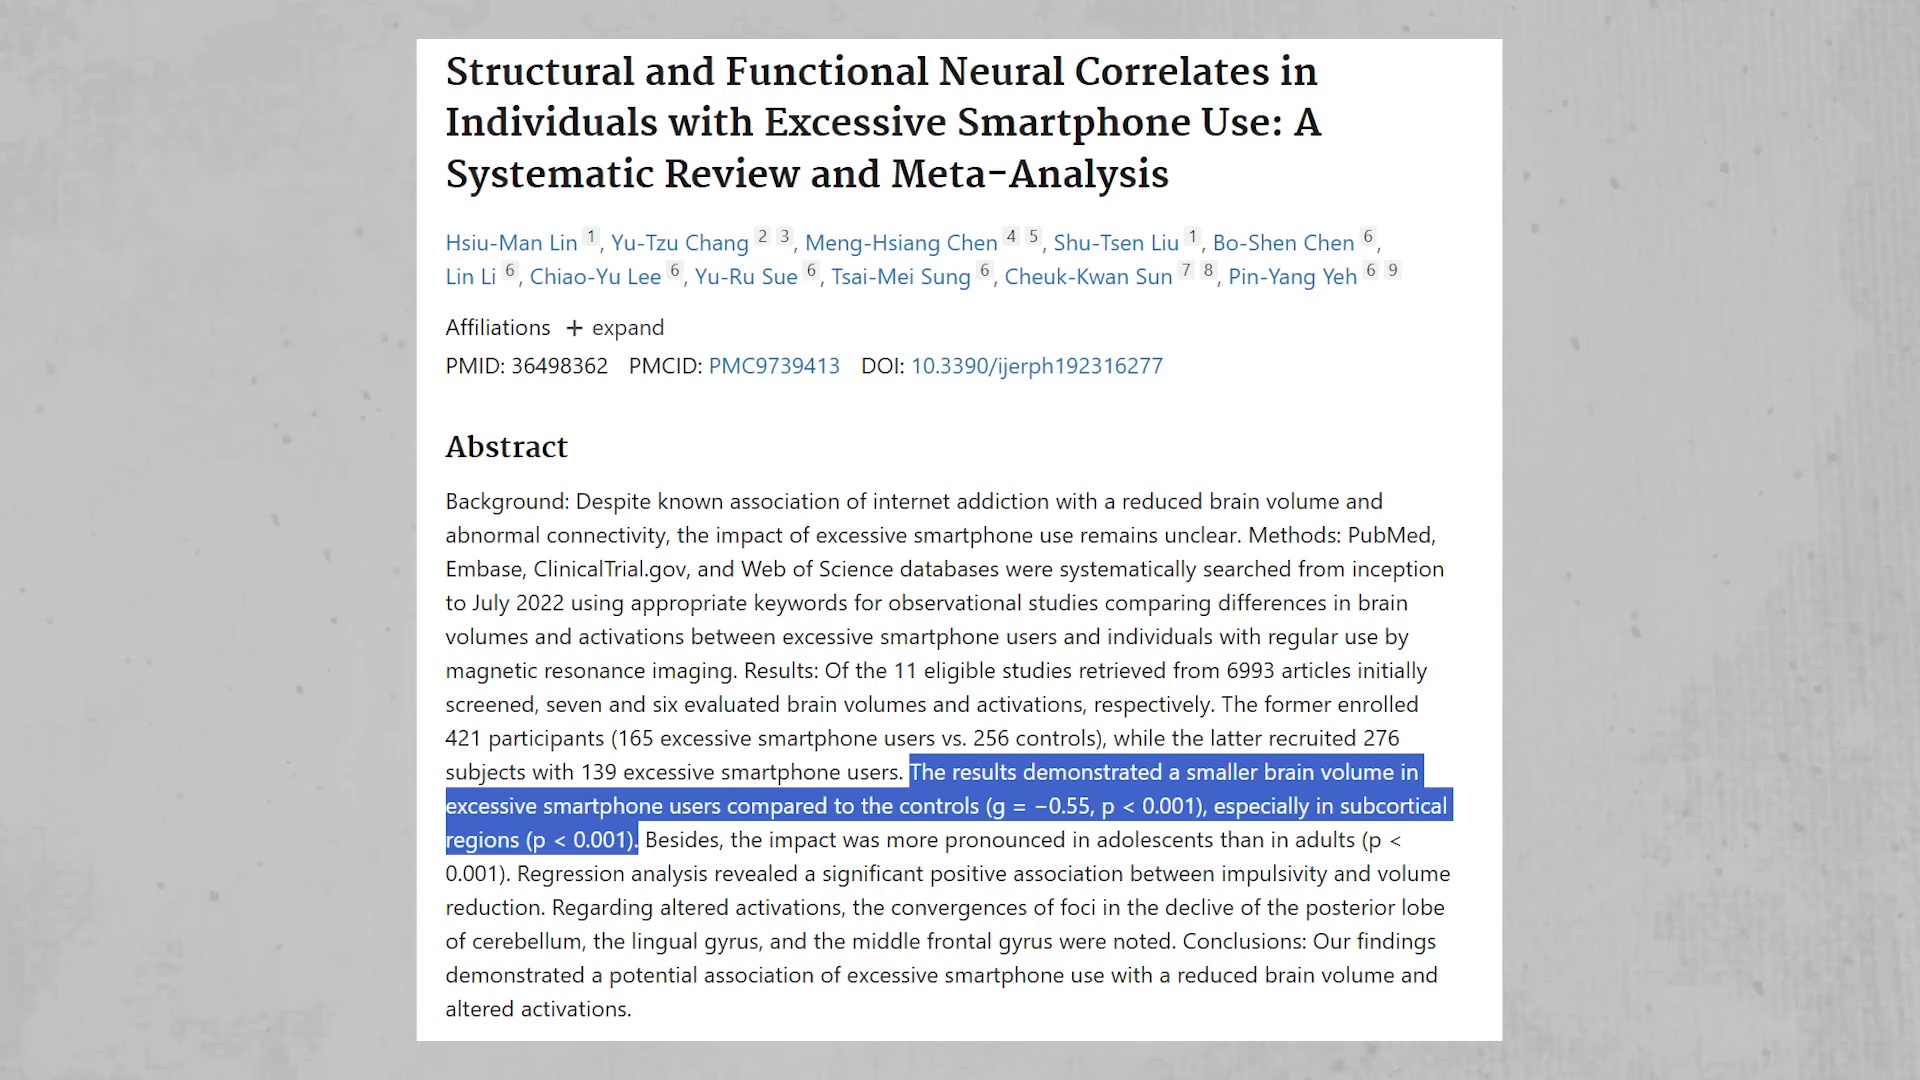 Structural and Functional Neural Correlates in
Individuals with Excessive Smartphone Use: A
Systematic Review and Meta-Analysis
Hsiu-Man Lin 1, Yu-Tzu Chang 2 3, Meng-Hsiang Chen 4 5, Shu-Tsen Liu 1, Bo-Shen Chen 6,
Lin Li 6, Chiao-Yu Lee 6, Yu-Ru Sue 6, Tsai-Mei Sung 6, Cheuk-Kwan Sun 7 8, Pin-Yang Yeh 6 9
Affiliations + expand
PMID: 36498362 PMCID: PMC9739413 DOI: 10.3390/ijerph192316277
Abstract
Background: Despite known association of internet addiction with a reduced brain volume and
abnormal connectivity, the impact of excessive smartphone use remains unclear. Methods: PubMed,
Embase, ClinicalTrial.gov, and Web of Science databases were systematically searched from inception
to July 2022 using appropriate keywords for observational studies comparing differences in brain
volumes and activations between excessive smartphone users and individuals with regular use by
magnetic resonance imaging. Results: Of the 11 eligible studies retrieved from 6993 articles initially
screened, seven and six evaluated brain volumes and activations, respectively. The former enrolled
421 participants (165 excessive smartphone users vs. 256 controls), while the latter recruited 276
subjects with 139 excessive smartphone users. The results demonstrated a smaller brain volume in
excessive smartphone users compared to the controls (g = −0.55, p < 0.001), especially in subcortical
regions (p < 0.001). Besides, the impact was more pronounced in adolescents than in adults (p <
0.001). Regression analysis revealed a significant positive association between impulsivity and volume
reduction. Regarding altered activations, the convergences of foci in the declive of the posterior lobe
of cerebellum, the lingual gyrus, and the middle frontal gyrus were noted. Conclusions: Our findings
demonstrated a potential association of excessive smartphone use with a reduced brain volume and
altered activations.